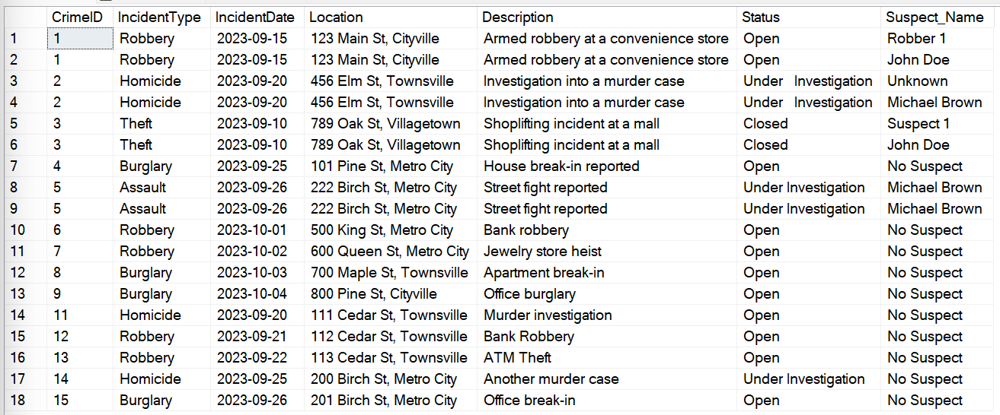 CrimeID IncidentType IncidentDate Location Description Status Suspect_Name
1 1 Robbery 2023-09-15 123 Main St, Cityville Armed robbery at a convenience store Open Robber 1
2 1 Robbery 2023-09-15 123 Main St, Cityville Armed robbery at a convenience store Open John Doe
3 2 Homicide 2023-09-20 456 Elm St, Townsville Investigation into a murder case Under   Investigation Unknown
4 2 Homicide 2023-09-20 456 Elm St, Townsville Investigation into a murder case Under   Investigation Michael Brown
5 3 Theft 2023-09-10 789 Oak St, Villagetown Shoplifting incident at a mall Closed Suspect 1
6 3 Theft 2023-09-10 789 Oak St, Villagetown Shoplifting incident at a mall Closed John Doe
7 4 Burglary 2023-09-25 101 Pine St, Metro City House break-in reported Open No Suspect
8 5 Assault 2023-09-26 222 Birch St, Metro City Street fight reported Under Investigation Michael Brown
9 5 Assault 2023-09-26 222 Birch St, Metro City Street fight reported Under Investigation Michael Brown
10 6 Robbery 2023-10-01 500 King St, Metro City Bank robbery Open No Suspect
11 7 Robbery 2023-10-02 600 Queen St, Metro City Jewelry store heist Open No Suspect
12 8 Burglary 2023-10-03 700 Maple St, Townsville Apartment break-in Open No Suspect
13 9 Burglary 2023-10-04 800 Pine St, Cityville Office burglary Open No Suspect
14 11 Homicide 2023-09-20 111 Cedar St, Townsville Murder investigation Open No Suspect
15 12 Robbery 2023-09-21 112 Cedar St, Townsville Bank Robbery Open No Suspect
16 13 Robbery 2023-09-22 113 Cedar St, Townsville ATM Theft Open No Suspect
17 14 Homicide 2023-09-25 200 Birch St, Metro City Another murder case Under Investigation No Suspect
18 15 Burglary 2023-09-26 201 Birch St, Metro City Office break-in Open No Suspect